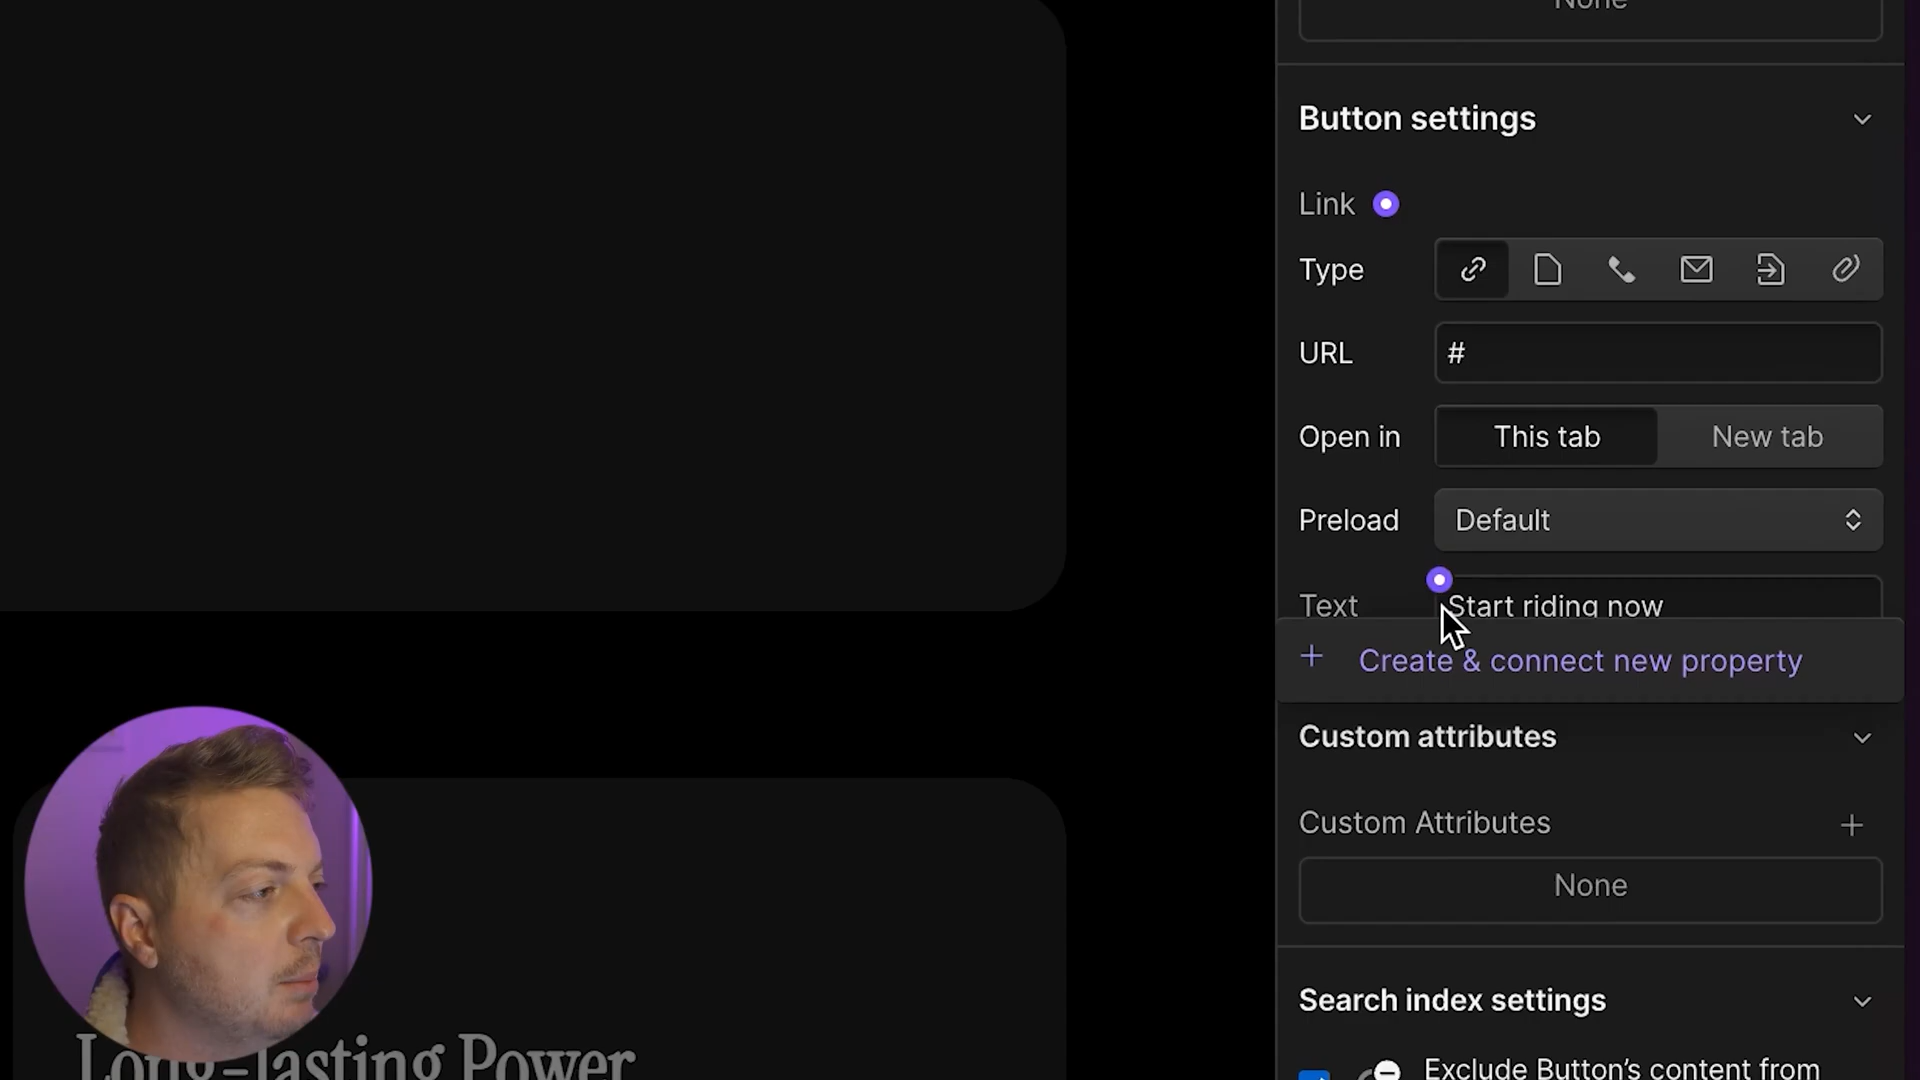 None
Button settings
Link
Type
URL #
Open in This tab New tab
Preload Default
Text Start riding now
+ Create & connect new property
Custom attributes
Custom Attributes +
None
Search index settings
Exclude Button's content from
Long-lasting Power